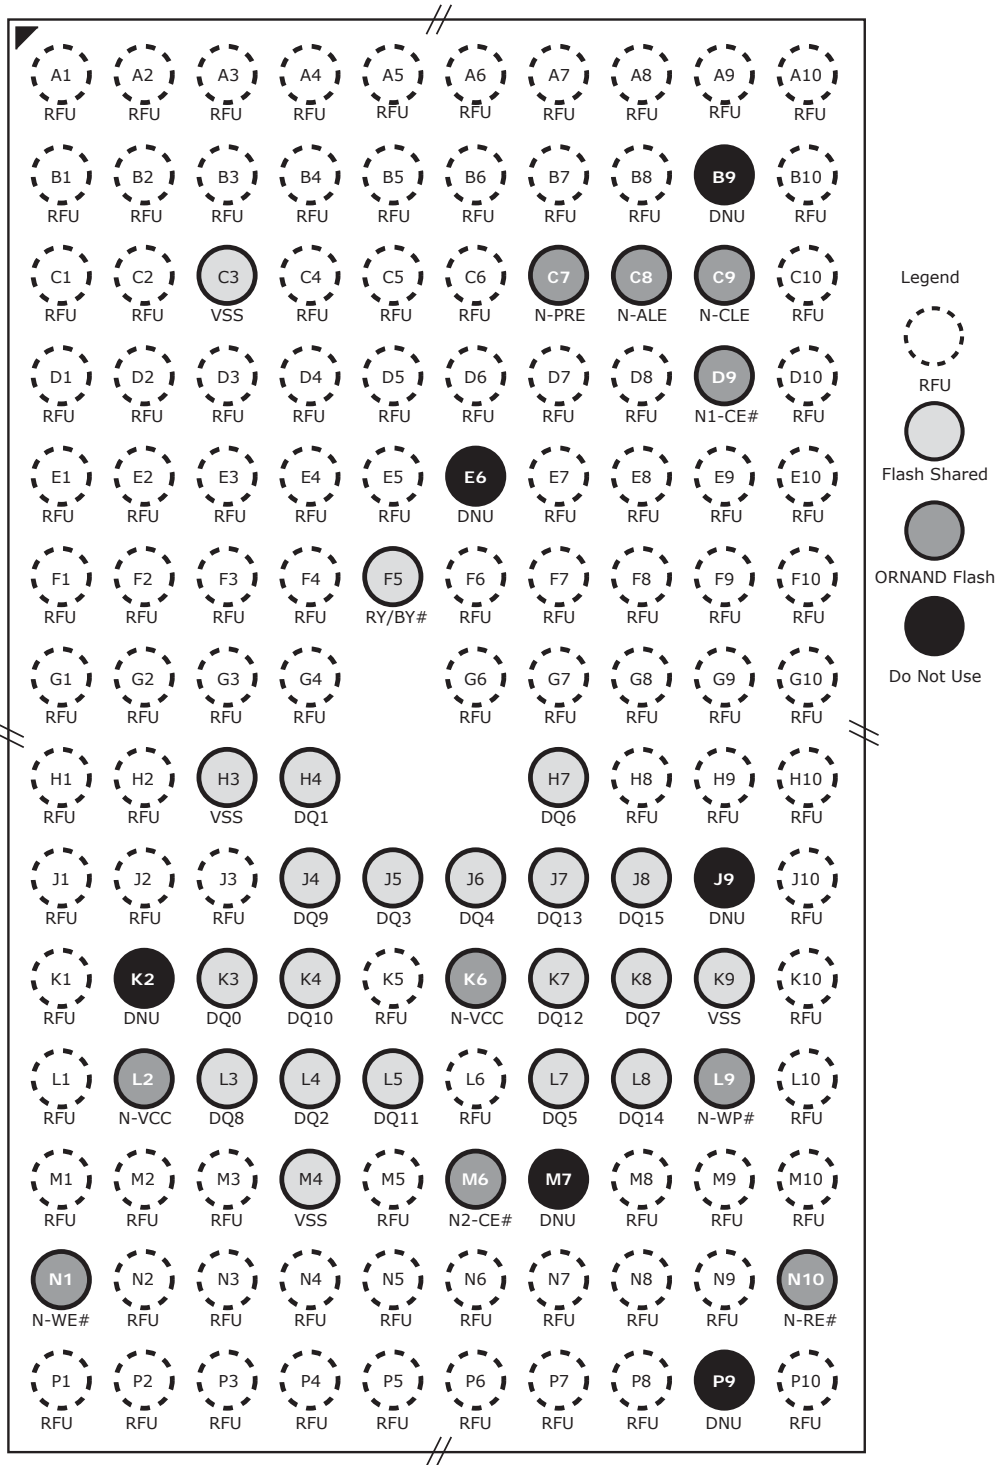 A1 A2 A3 A4 A5 A6 A7 A8 A9 A10
RFU RFU RFU RFU RFU RFU RFU RFU RFU RFU
B1 B2 B3 B4 B5 B6 B7 B8 B9 B10
RFU RFU RFU RFU RFU RFU RFU RFU DNU RFU
C1 C2 C3 C4 C5 C6 C7 C8 C9 C10
RFU RFU VSS RFU RFU RFU N-PRE N-ALE N-CLE RFU
D1 D2 D3 D4 D5 D6 D7 D8 D9 D10
RFU RFU RFU RFU RFU RFU RFU RFU N1-CE# RFU
E1 E2 E3 E4 E5 E6 E7 E8 E9 E10
RFU RFU RFU RFU RFU DNU RFU RFU RFU RFU
F1 F2 F3 F4 F5 F6 F7 F8 F9 F10
RFU RFU RFU RFU RY/BY# RFU RFU RFU RFU RFU
G1 G2 G3 G4 G6 G7 G8 G9 G10
RFU RFU RFU RFU RFU RFU RFU RFU RFU
H1 H2 H3 H4 H7 H8 H9 H10
RFU RFU VSS DQ1 DQ6 RFU RFU RFU
J1 J2 J3 J4 J5 J6 J7 J8 J9 J10
RFU RFU RFU DQ9 DQ3 DQ4 DQ13 DQ15 DNU RFU
K1 K2 K3 K4 K5 K6 K7 K8 K9 K10
RFU DNU DQ0 DQ10 RFU N-VCC DQ12 DQ7 VSS RFU
L1 L2 L3 L4 L5 L6 L7 L8 L9 L10
RFU N-VCC DQ8 DQ2 DQ11 RFU DQ5 DQ14 N-WP# RFU
M1 M2 M3 M4 M5 M6 M7 M8 M9 M10
RFU RFU RFU VSS RFU N2-CE# DNU RFU RFU RFU
N1 N2 N3 N4 N5 N6 N7 N8 N9 N10
N-WE# RFU RFU RFU RFU RFU RFU RFU RFU N-RE#
P1 P2 P3 P4 P5 P6 P7 P8 P9 P10
RFU RFU RFU RFU RFU RFU RFU RFU DNU RFU
Legend
RFU
Flash Shared
ORNAND Flash
Do Not Use